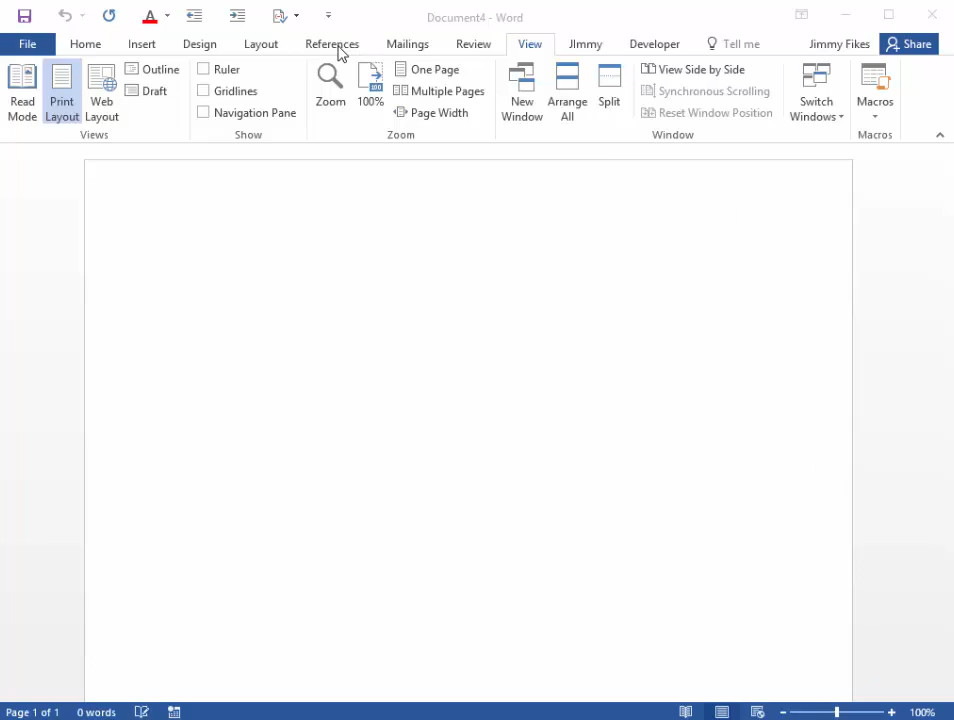 Document4 - Word
File Home Insert Design Layout References Mailings Review View JImmy Developer Tell me Jimmy Fikes Share
Read Mode
Print Layout
Web Layout
Outline
Draft
Views
Ruler
Gridlines
Navigation Pane
Show
Zoom
100%
One Page
Multiple Pages
Page Width
Zoom
New Window
Arrange All
Split
View Side by Side
Synchronous Scrolling
Reset Window Position
Window
Switch Windows
Macros
Macros
Page 1 of 1 0 words 100%